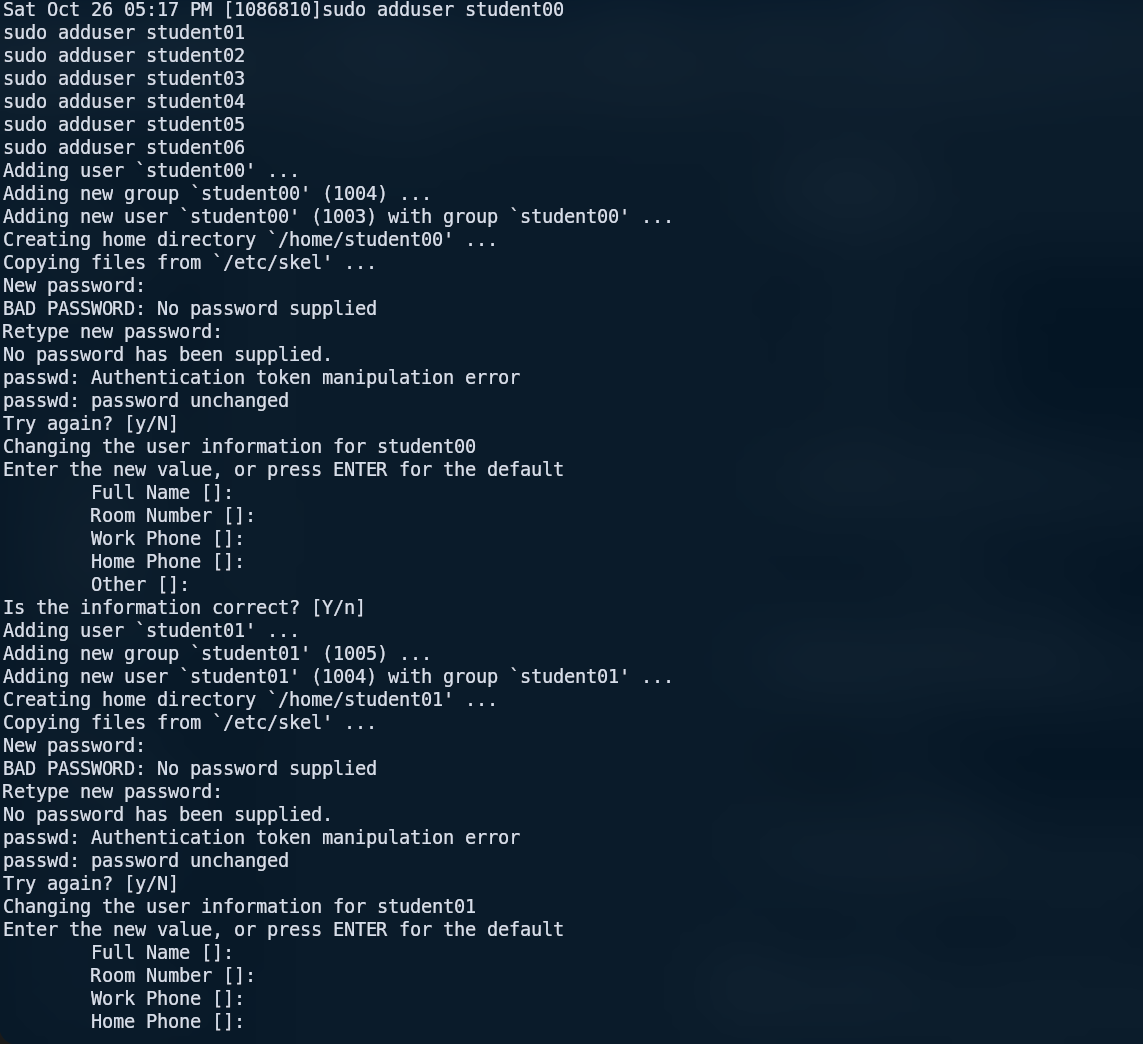 Sat Oct 26 05:17 PM [1086810]sudo adduser student00
sudo adduser student01
sudo adduser student02
sudo adduser student03
sudo adduser student04
sudo adduser student05
sudo adduser student06
Adding user `student00' ...
Adding new group `student00' (1004) ...
Adding new user `student00' (1003) with group `student00' ...
Creating home directory `/home/student00' ...
Copying files from `/etc/skel' ...
New password:
BAD PASSWORD: No password supplied
Retype new password:
No password has been supplied.
passwd: Authentication token manipulation error
passwd: password unchanged
Try again? [y/N]
Changing the user information for student00
Enter the new value, or press ENTER for the default
        Full Name []:
        Room Number []:
        Work Phone []:
        Home Phone []:
        Other []:
Is the information correct? [Y/n]
Adding user `student01' ...
Adding new group `student01' (1005) ...
Adding new user `student01' (1004) with group `student01' ...
Creating home directory `/home/student01' ...
Copying files from `/etc/skel' ...
New password:
BAD PASSWORD: No password supplied
Retype new password:
No password has been supplied.
passwd: Authentication token manipulation error
passwd: password unchanged
Try again? [y/N]
Changing the user information for student01
Enter the new value, or press ENTER for the default
        Full Name []:
        Room Number []:
        Work Phone []:
        Home Phone []: